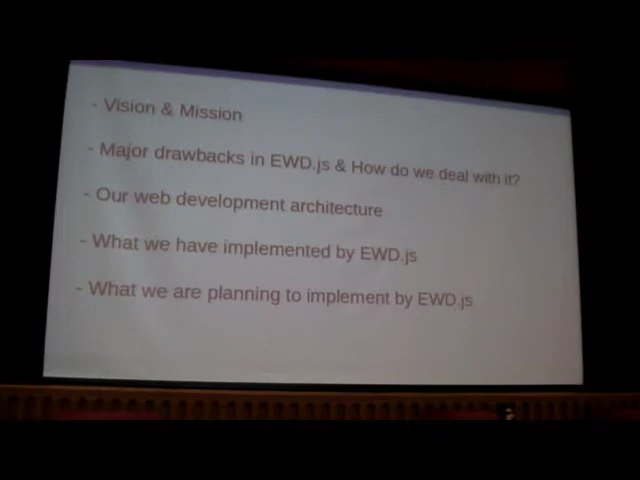 - Vision & Mission
- Major drawbacks in EWD.js & How do we deal with it?
- Our web development architecture
- What we have implemented by EWD.js
- What we are planning to implement by EWD.js